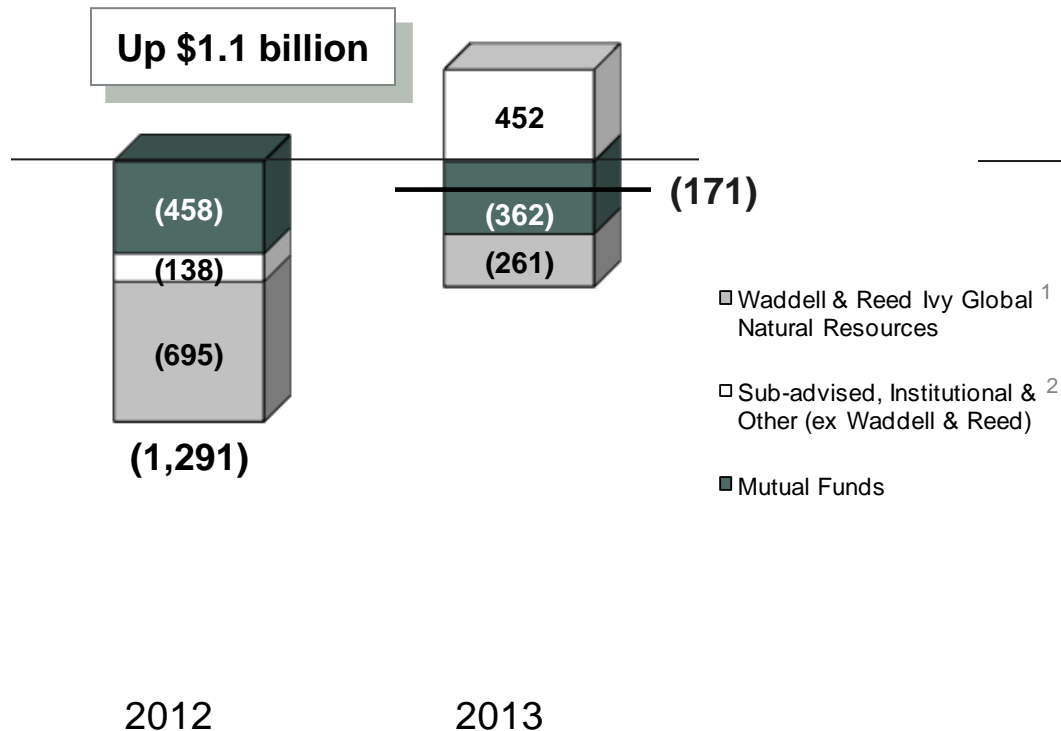 Up $1.1 billion
452
(458)
(171)
(362)
(138)
(261)
(695)
(1,291)
Waddell & Reed Ivy Global 1
Natural Resources
Sub-advised, Institutional & 2
Other (ex Waddell & Reed)
Mutual Funds
2012
2013